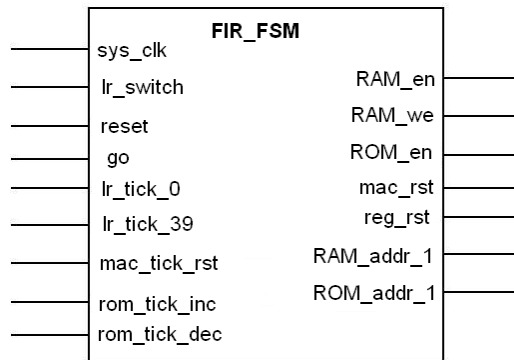 FIR_FSM
sys_clk
lr_switch
reset
go
lr_tick_0
lr_tick_39
mac_tick_rst
rom_tick_inc
rom_tick_dec
RAM_en
RAM_we
ROM_en
mac_rst
reg_rst
RAM_addr_1
ROM_addr_1